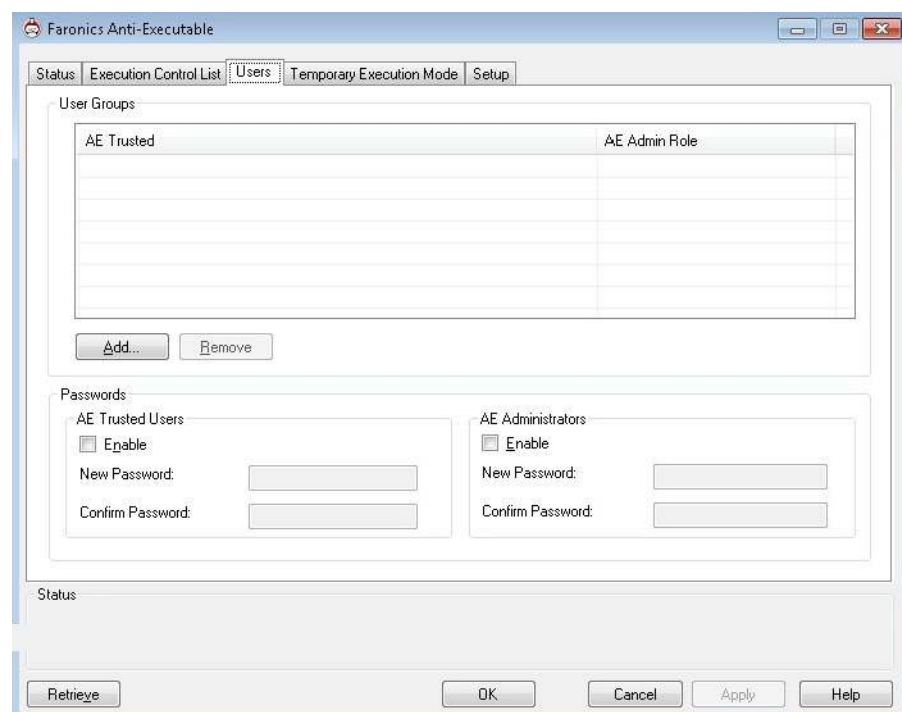 Faronics Anti-Executable
Status Execution Control List Users Temporary Execution Mode Setup
User Groups
AE Trusted AE Admin Role
Add... Remove
Passwords
AE Trusted Users
Enable
New Password:
Confirm Password:
AE Administrators
Enable
New Password:
Confirm Password:
Status
Retrieve OK Cancel Apply Help